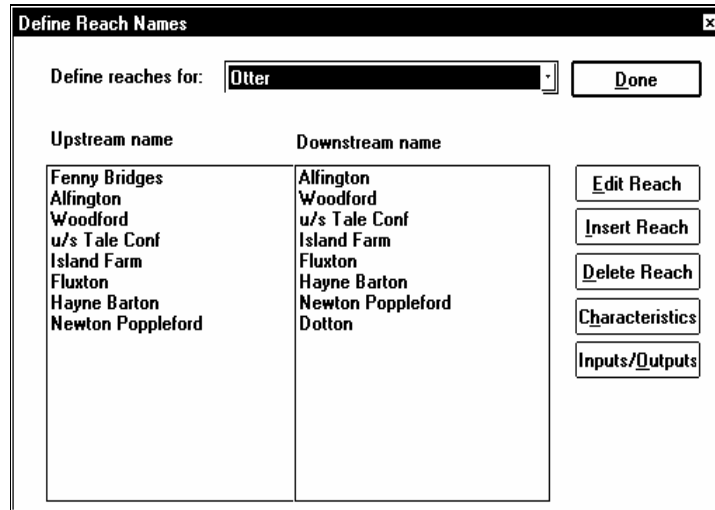 Define Reach Names
Define reaches for: Otter Done
Upstream name Downstream name
Fenny Bridges Alfington
Alfington Woodford
Woodford u/s Tale Conf
u/s Tale Conf Island Farm
Island Farm Fluxton
Fluxton Hayne Barton
Hayne Barton Newton Poppleford
Newton Poppleford Dotton
Edit Reach
Insert Reach
Delete Reach
Characteristics
Inputs/Outputs